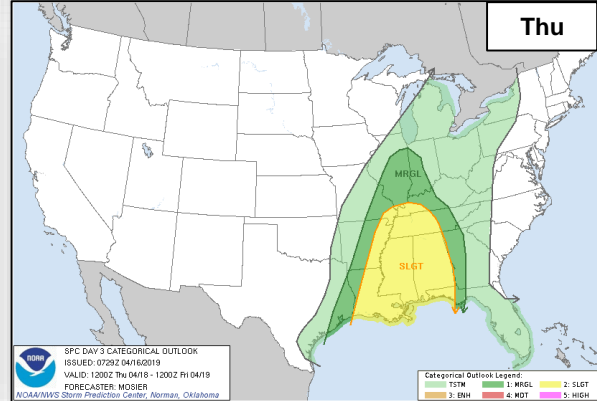 Thu
MRGL
SLGT
NOAA
SPC DAY 3 CATEGORICAL OUTLOOK
ISSUED: 0729Z 04/16/2019
VALID: 1200Z Thu 04/18 - 1200Z Fri 04/19
FORECASTER: MOSIER
NOAA/NWS Storm Prediction Center, Norman, Oklahoma
Categorical Outlook Legend:
TSTM 1: MRGL 2: SLGT
3: ENH 4: MDT 5: HIGH